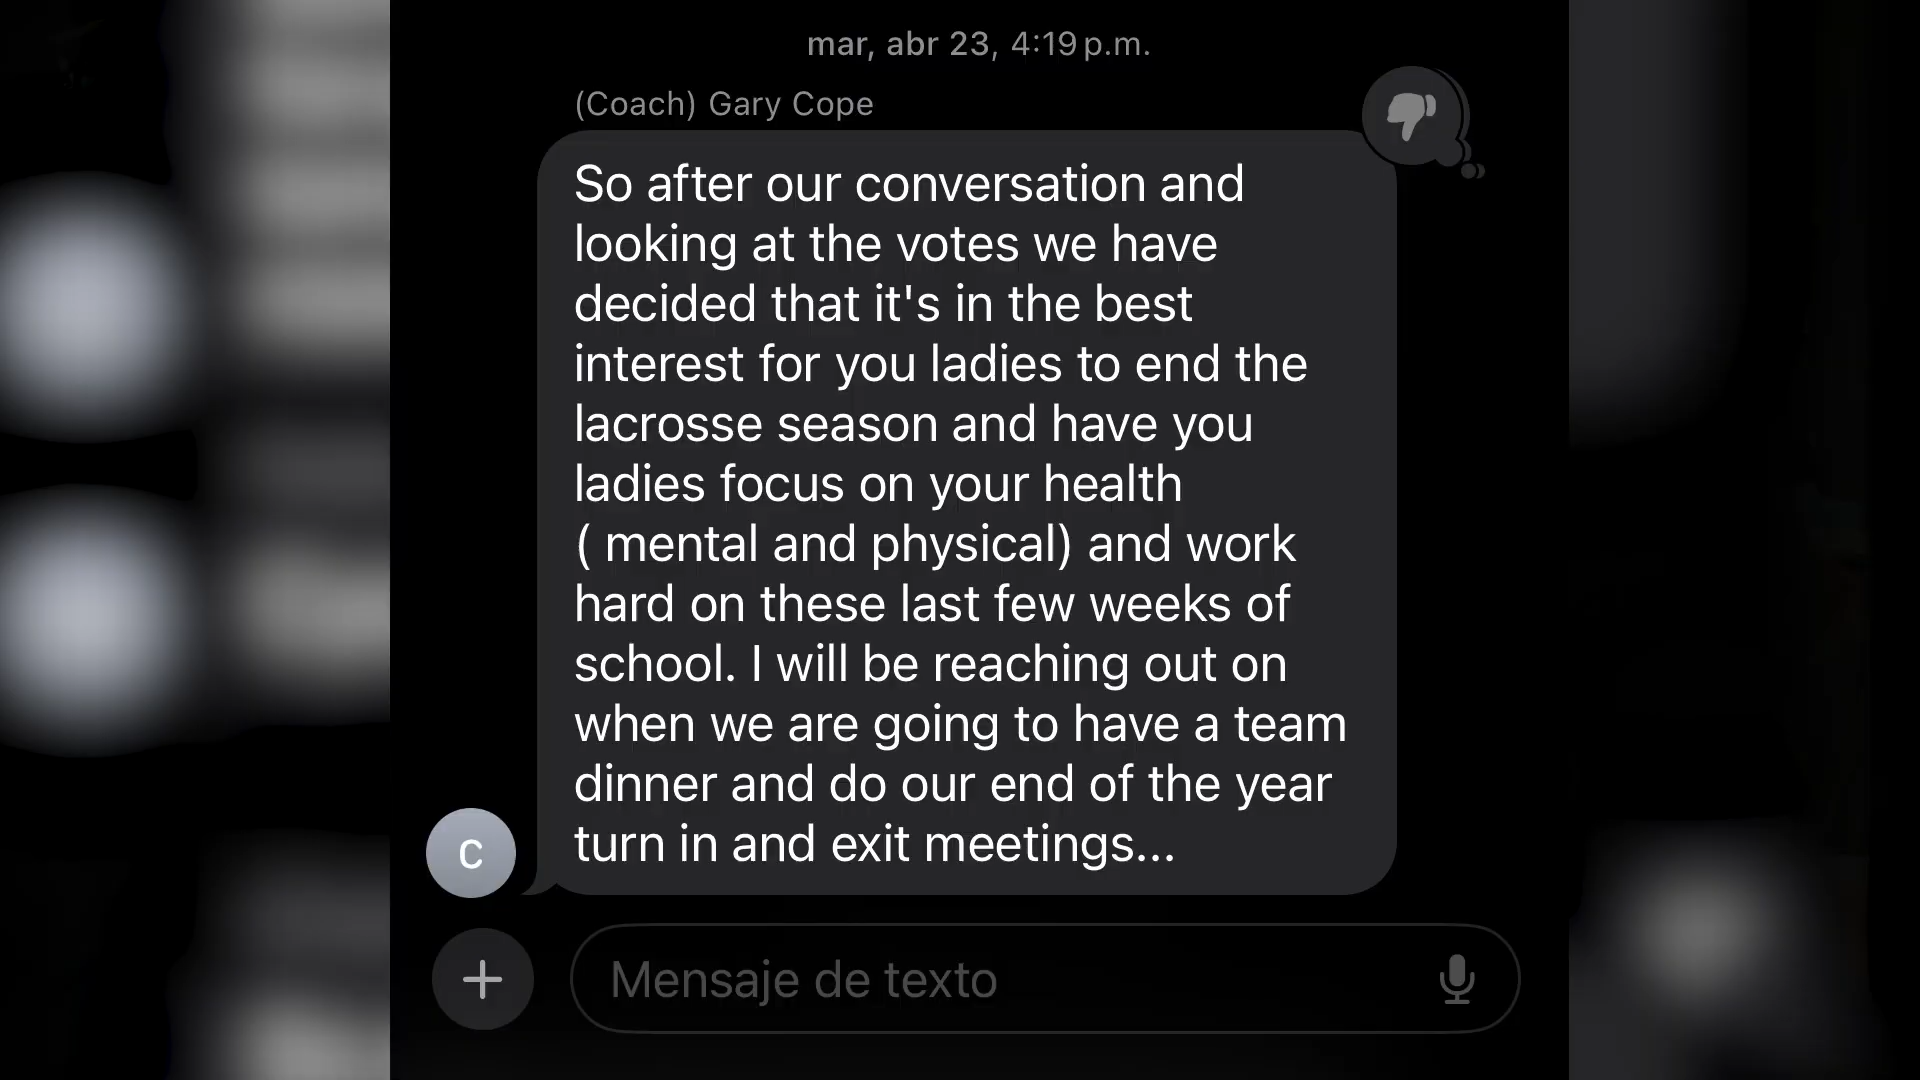 mar, abr 23, 4:19 p.m.
(Coach) Gary Cope
So after our conversation and
looking at the votes we have
decided that it's in the best
interest for you ladies to end the
lacrosse season and have you
ladies focus on your health
( mental and physical) and work
hard on these last few weeks of
school. I will be reaching out on
when we are going to have a team
dinner and do our end of the year
turn in and exit meetings...
C
Mensaje de texto